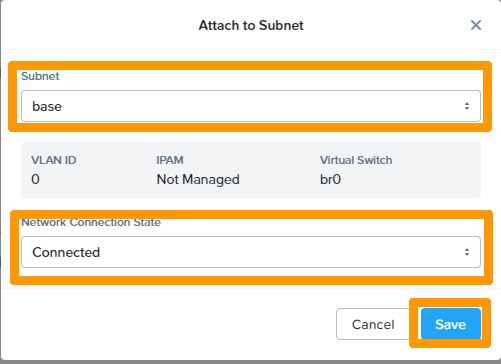 Attach to Subnet
Subnet
base
VLAN ID IPAM Virtual Switch
0 Not Managed br0
Network Connection State
Connected
Cancel Save